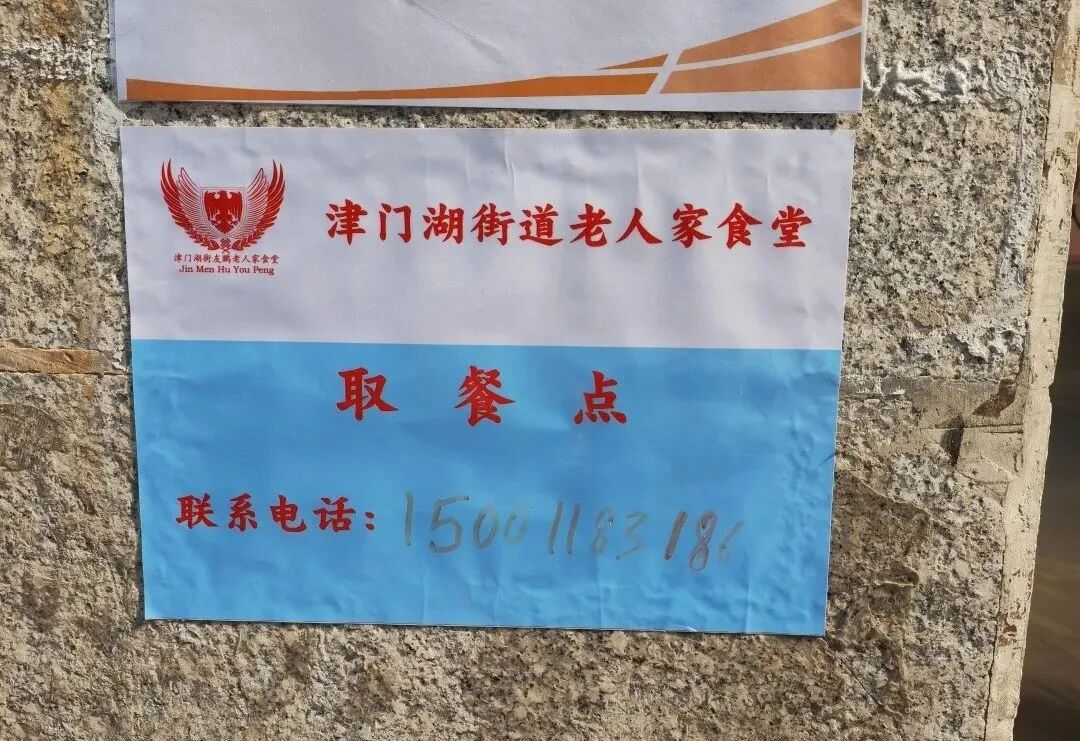 津门湖街道老人家食堂
津门湖街友鹏老人家食堂
Jin Men Hu You Peng
取餐点
联系电话：15001183186